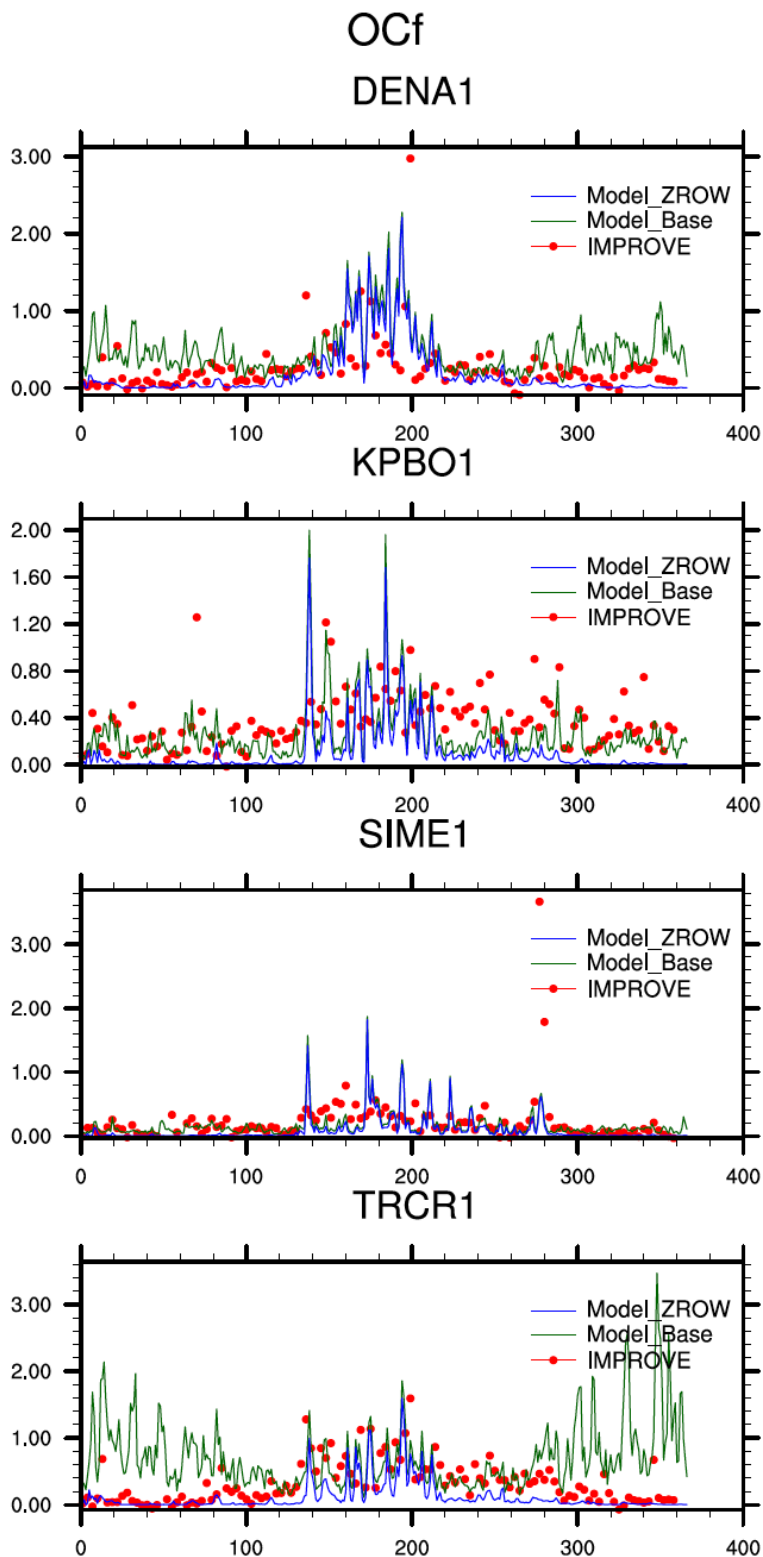 OCf
DENA1
3.00
2.00
1.00
0.00
Model_ZROW
Model_Base
IMPROVE
0 100 200 300 400
KPBO1
2.00
1.60
1.20
0.80
0.40
0.00
Model_ZROW
Model_Base
IMPROVE
0 100 200 300 400
SIME1
3.00
2.00
1.00
0.00
Model_ZROW
Model_Base
IMPROVE
0 100 200 300 400
TRCR1
3.00
2.00
1.00
0.00
Model_ZROW
Model_Base
IMPROVE
0 100 200 300 400